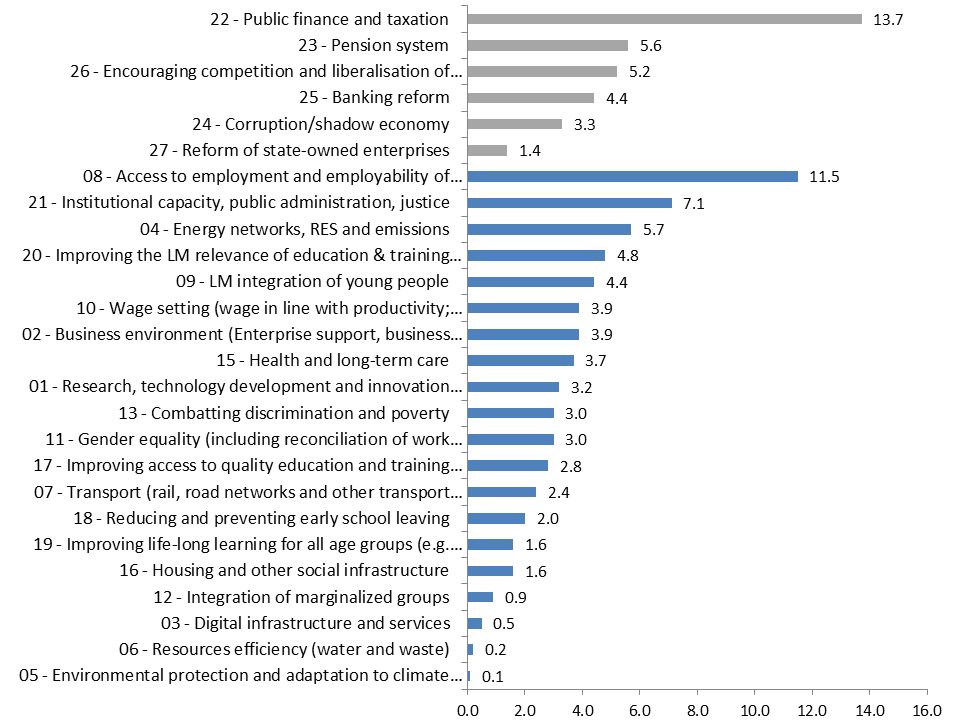 22 - Public finance and taxation 13.7
23 - Pension system 5.6
26 - Encouraging competition and liberalisation of... 5.2
25 - Banking reform 4.4
24 - Corruption/shadow economy 3.3
27 - Reform of state-owned enterprises 1.4
08 - Access to employment and employability of... 11.5
21 - Institutional capacity, public administration, justice 7.1
04 - Energy networks, RES and emissions 5.7
20 - Improving the LM relevance of education & training... 4.8
09 - LM integration of young people 4.4
10 - Wage setting (wage in line with productivity;... 3.9
02 - Business environment (Enterprise support, business... 3.9
15 - Health and long-term care 3.7
01 - Research, technology development and innovation... 3.2
13 - Combatting discrimination and poverty 3.0
11 - Gender equality (including reconciliation of work... 3.0
17 - Improving access to quality education and training... 2.8
07 - Transport (rail, road networks and other transport... 2.4
18 - Reducing and preventing early school leaving 2.0
19 - Improving life-long learning for all age groups (e.g.... 1.6
16 - Housing and other social infrastructure 1.6
12 - Integration of marginalized groups 0.9
03 - Digital infrastructure and services 0.5
06 - Resources efficiency (water and waste) 0.2
05 - Environmental protection and adaptation to climate... 0.1
0.0 2.0 4.0 6.0 8.0 10.0 12.0 14.0 16.0